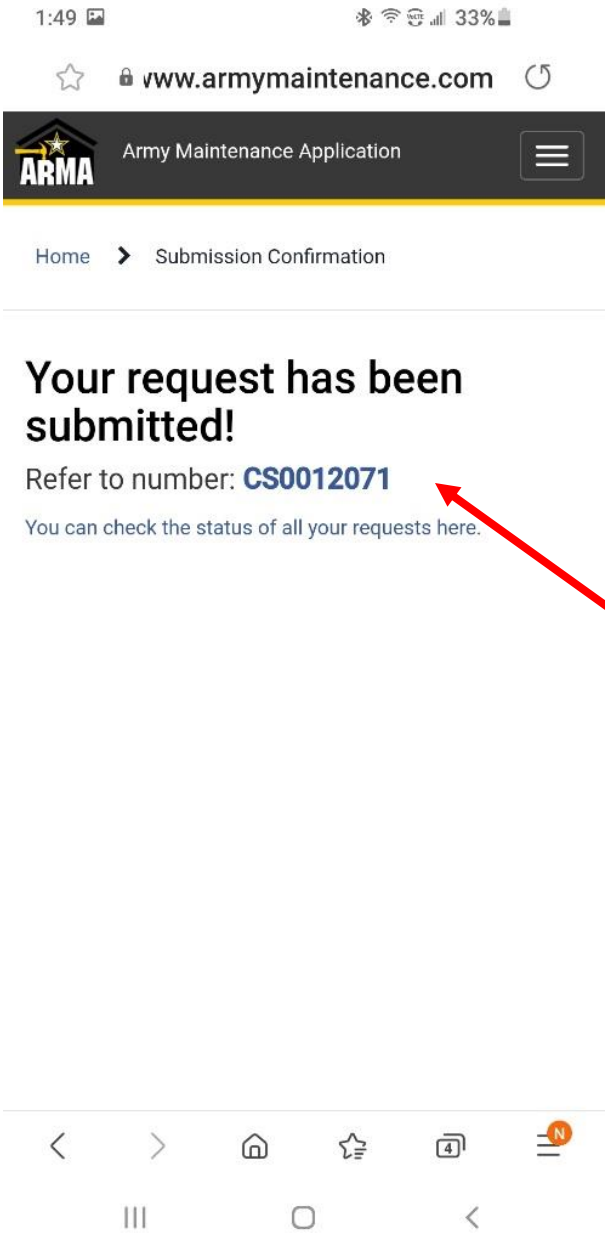 1:49 33%
www.armymaintenance.com
ARMA Army Maintenance Application
Home Submission Confirmation
Your request has been
submitted!
Refer to number: CS0012071
You can check the status of all your requests here.
4 N